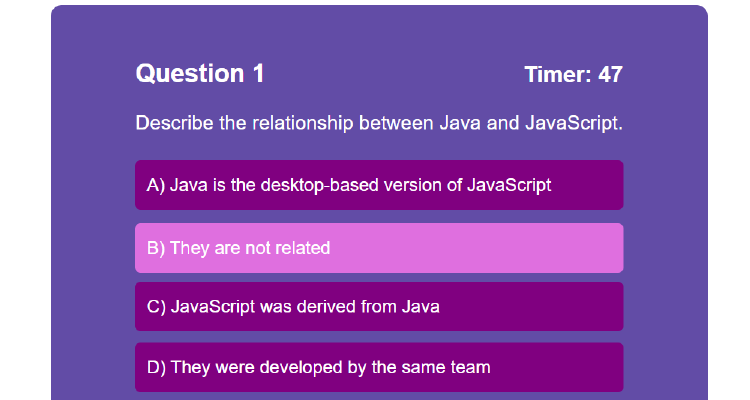 Question 1
Timer: 47
Describe the relationship between Java and JavaScript.
A) Java is the desktop-based version of JavaScript
B) They are not related
C) JavaScript was derived from Java
D) They were developed by the same team